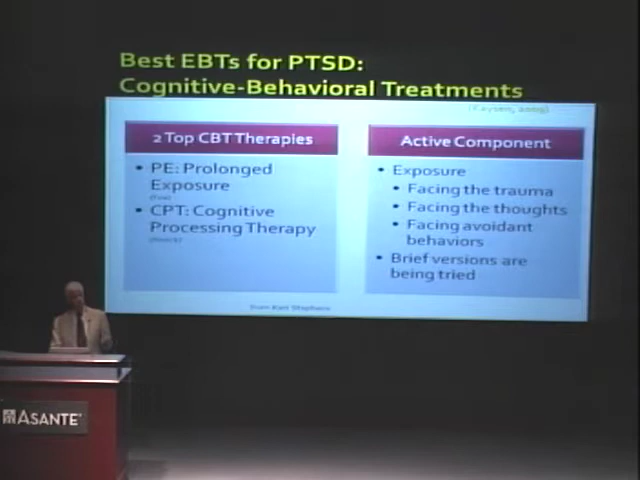 Best EBTs for PTSD:
Cognitive-Behavioral Treatments
2 Top CBT Therapies
• PE: Prolonged
Exposure
• CPT: Cognitive
Processing Therapy
Active Component
• Exposure
• Facing the trauma
• Facing the thoughts
• Facing avoidant
behaviors
• Brief versions are
being tried
ASANTE